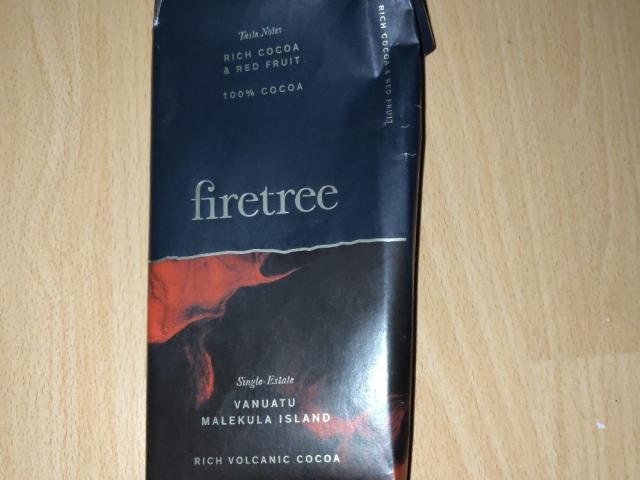 Taste Notes
RICH COCOA
& RED FRUIT
100% COCOA
RICH COCOA & RED FRUIT
firetree
Single-Estate
VANUATU
MALEKULA ISLAND
RICH VOLCANIC COCOA